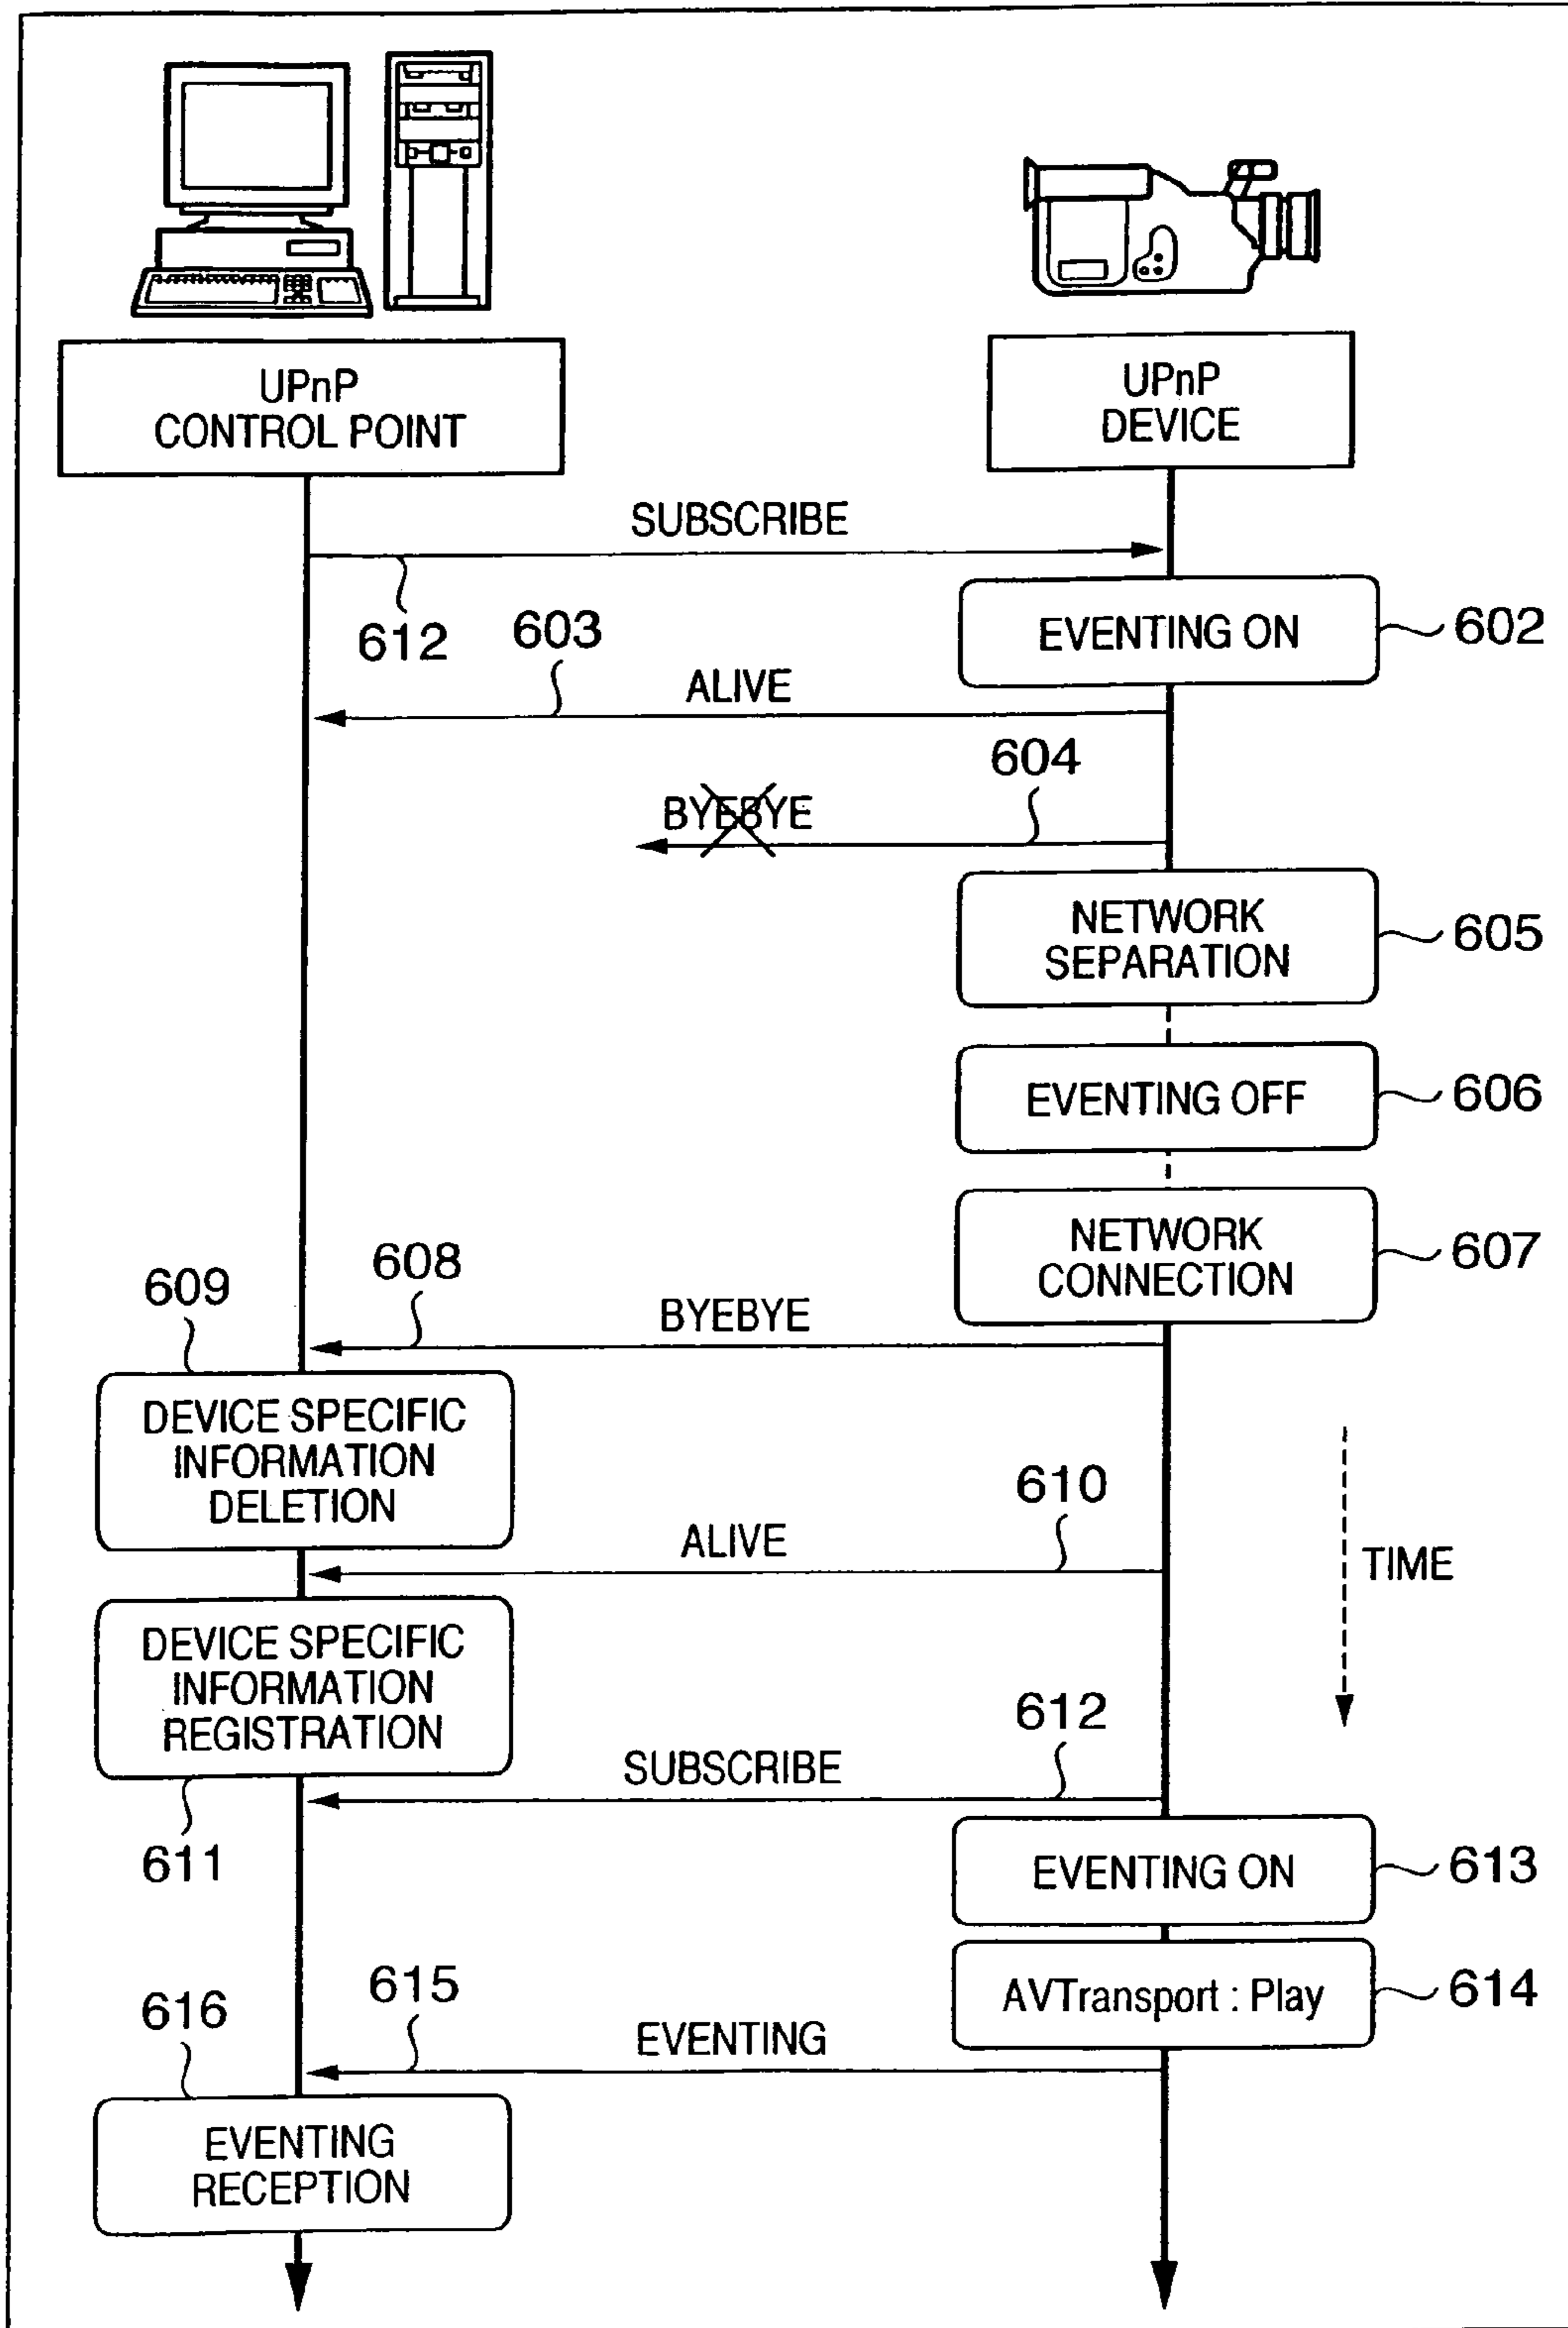 UPnP
CONTROL POINT
UPnP
DEVICE
SUBSCRIBE
612
EVENTING ON
602
603
ALIVE
604
BYEBYE
NETWORK
SEPARATION
605
EVENTING OFF
606
NETWORK
CONNECTION
607
608
BYEBYE
609
DEVICE SPECIFIC
INFORMATION
DELETION
610
ALIVE
TIME
DEVICE SPECIFIC
INFORMATION
REGISTRATION
611
612
SUBSCRIBE
EVENTING ON
613
AVTransport : Play
614
615
EVENTING
616
EVENTING
RECEPTION